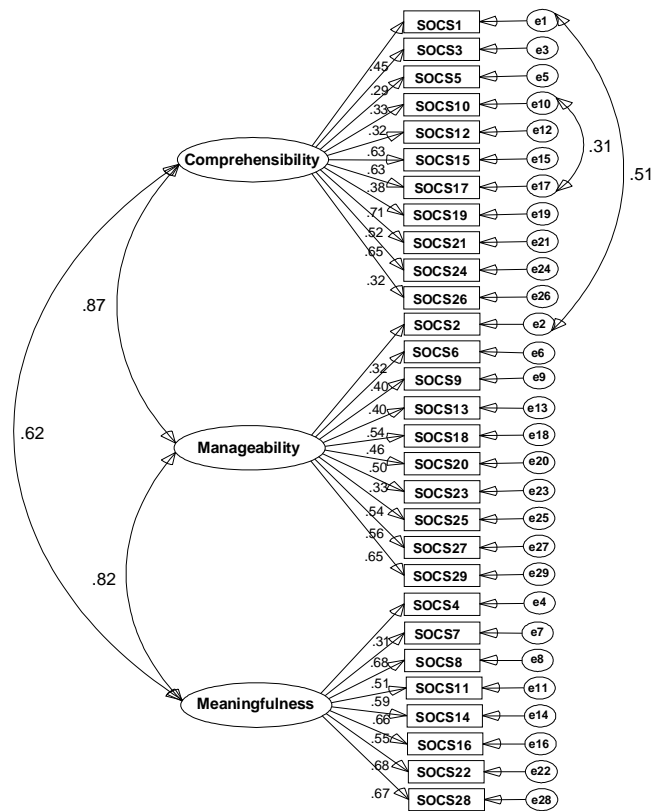 SOCS1 e1
SOCS3 e3
.45
SOCS5 e5
.29
SOCS10 e10
.33
SOCS12 e12
.32
.31
Comprehensibility
SOCS15 e15
.63
.51
.63
SOCS17 e17
.38
SOCS19 e19
.71
SOCS21 e21
.52
SOCS24 e24
.65
.32
SOCS26 e26
.87
SOCS2 e2
SOCS6 e6
.32
SOCS9 e9
.40
SOCS13 e13
.40
.62
SOCS18 e18
.54
Manageability
.46
SOCS20 e20
.50
SOCS23 e23
.33
SOCS25 e25
.54
SOCS27 e27
.56
.65
SOCS29 e29
.82
SOCS4 e4
SOCS7 e7
.31
SOCS8 e8
.68
SOCS11 e11
.51
Meaningfulness
.59
SOCS14 e14
.66
SOCS16 e16
.55
SOCS22 e22
.68
.67
SOCS28 e28